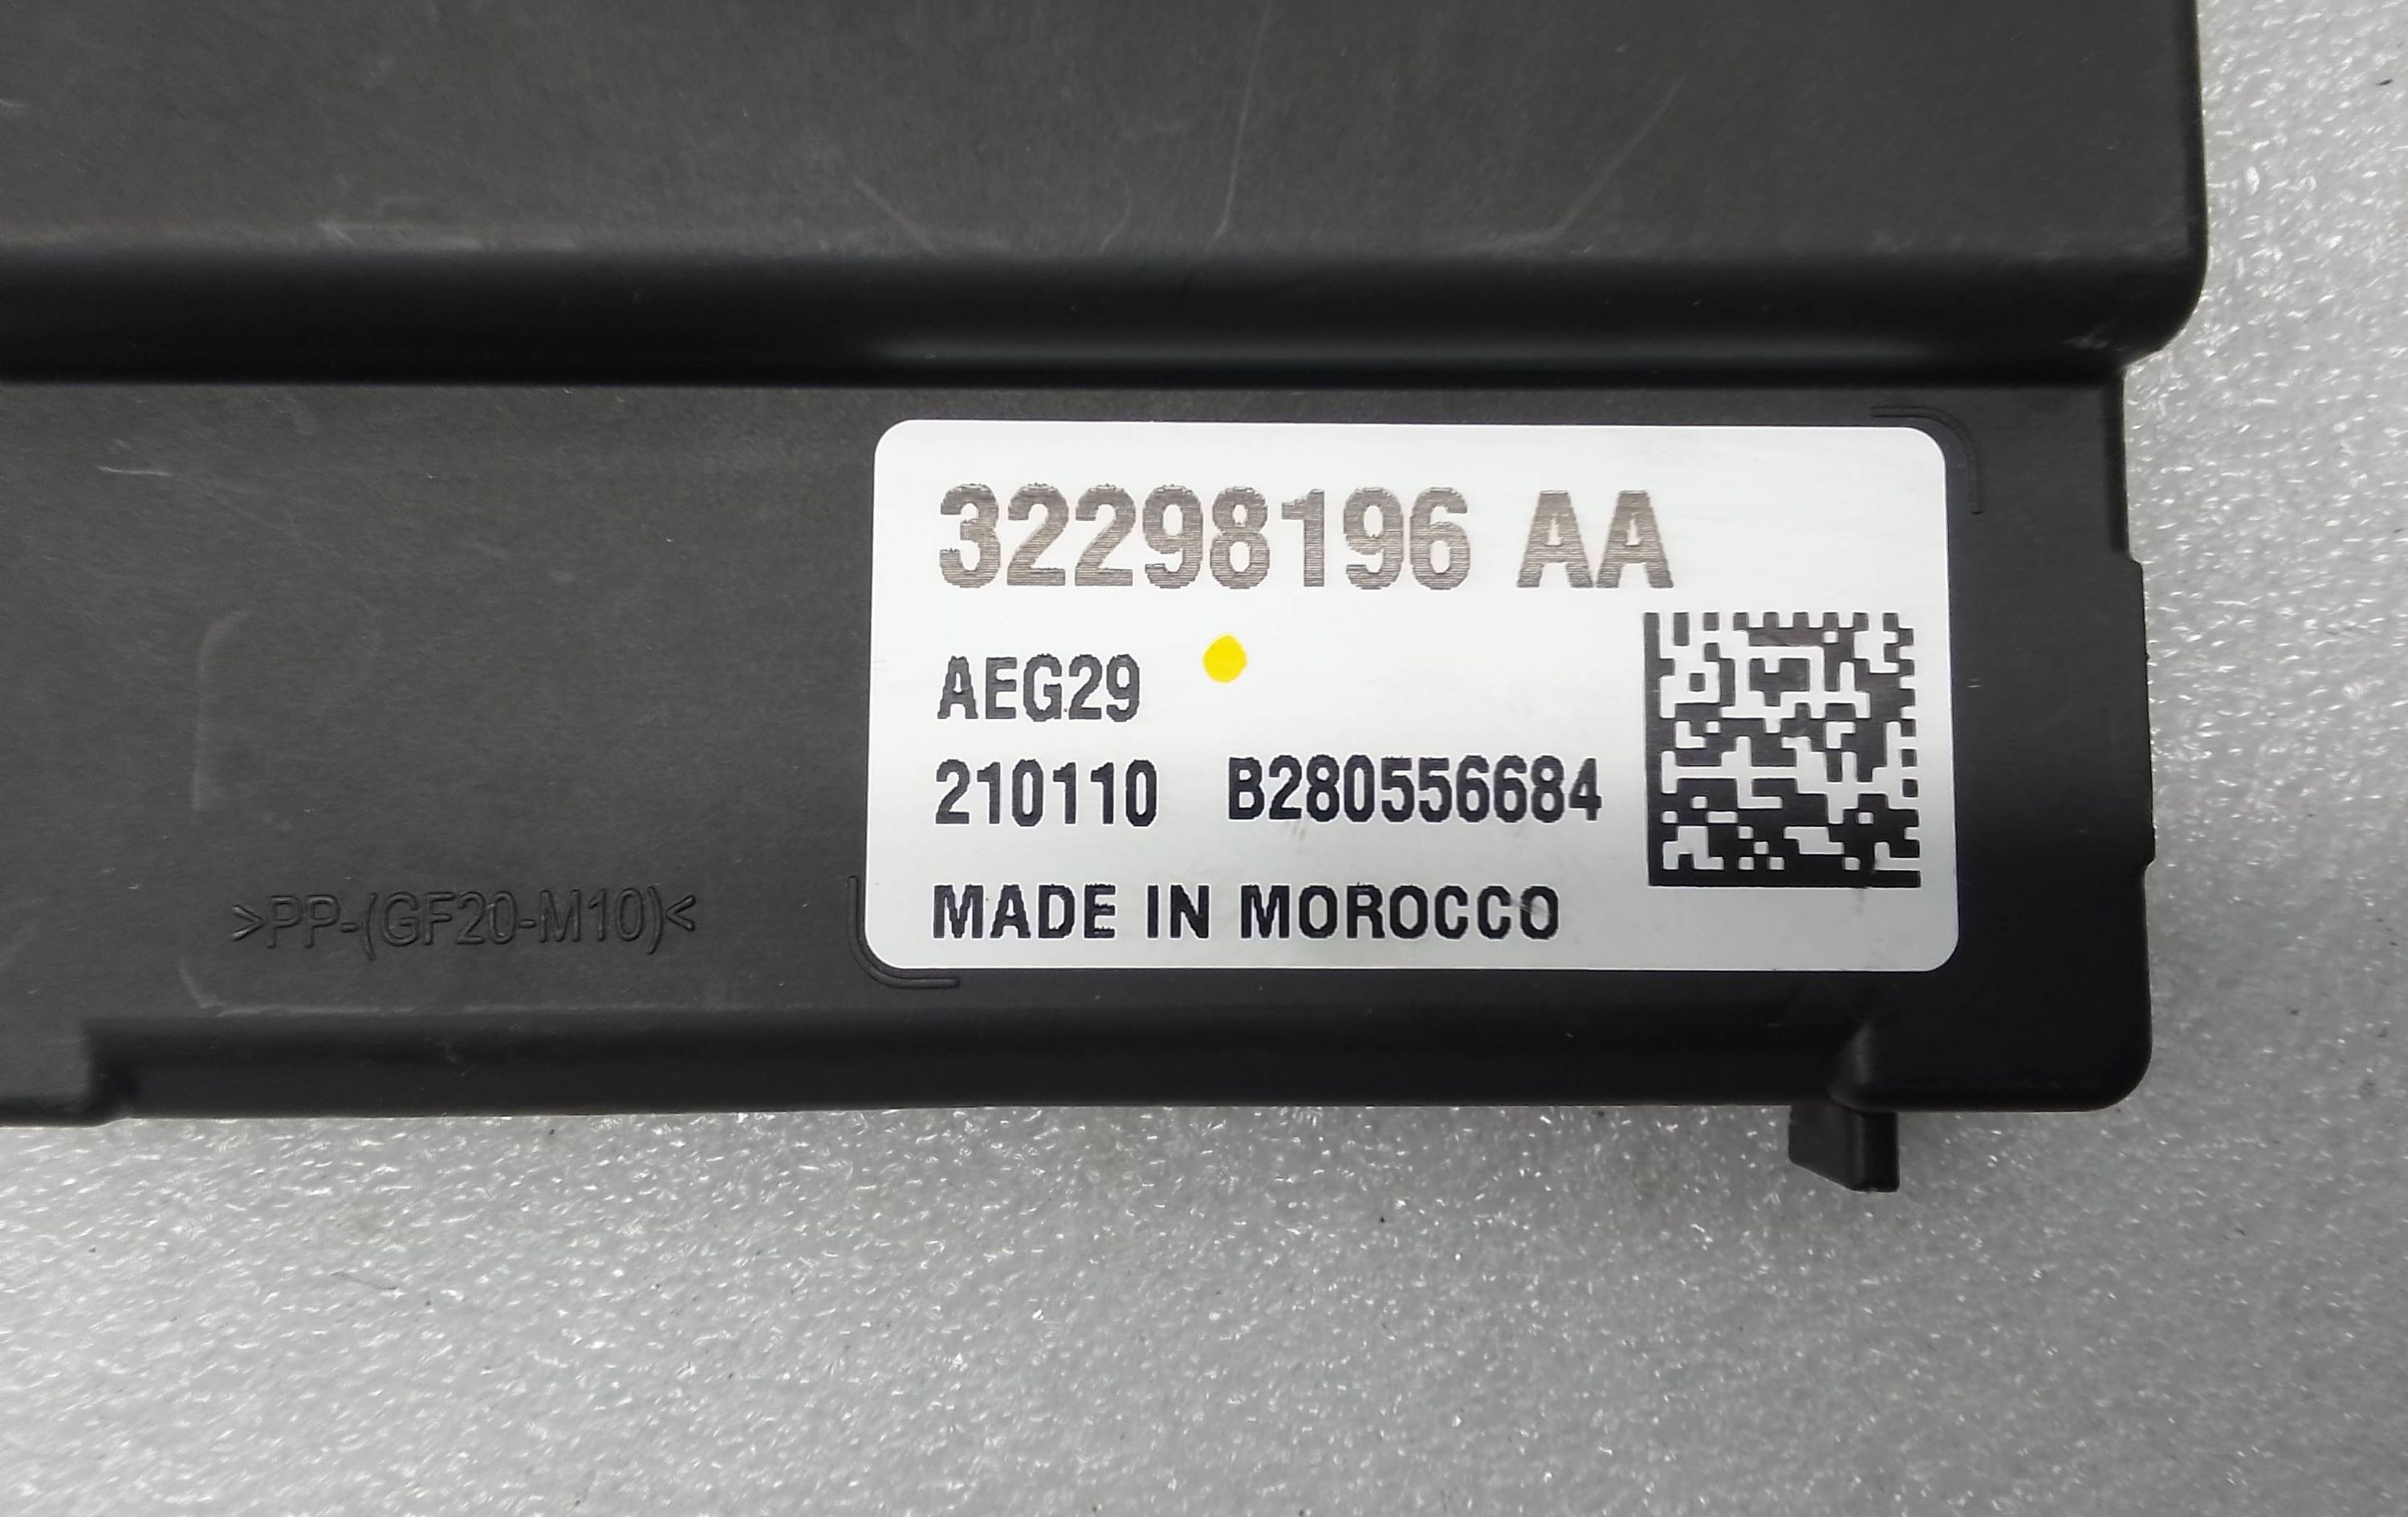 32298196 AA
AEG29
210110 B280556684
MADE IN MOROCCO
>PP-(GF20-M10)<